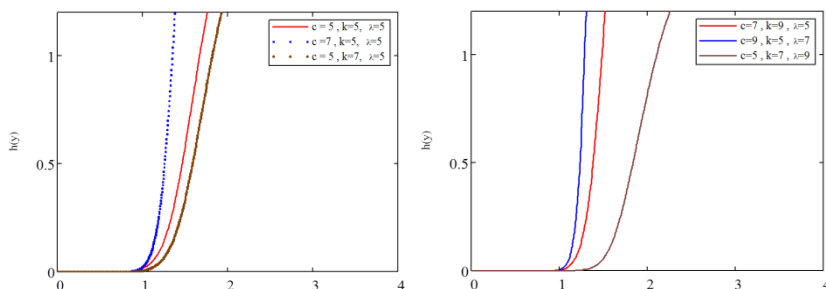 1
0.5
0
h(y)
0 1 2 3 4
c = 5 , k=5, λ=5
c=7 , k=5, λ=5
c = 5 , k=7, λ=5
1
0.5
0
h(y)
0 1 2 3 4
c=7 , k=9, λ=5
c=9 , k=5 , λ=7
c=5 , k=7 , λ=9